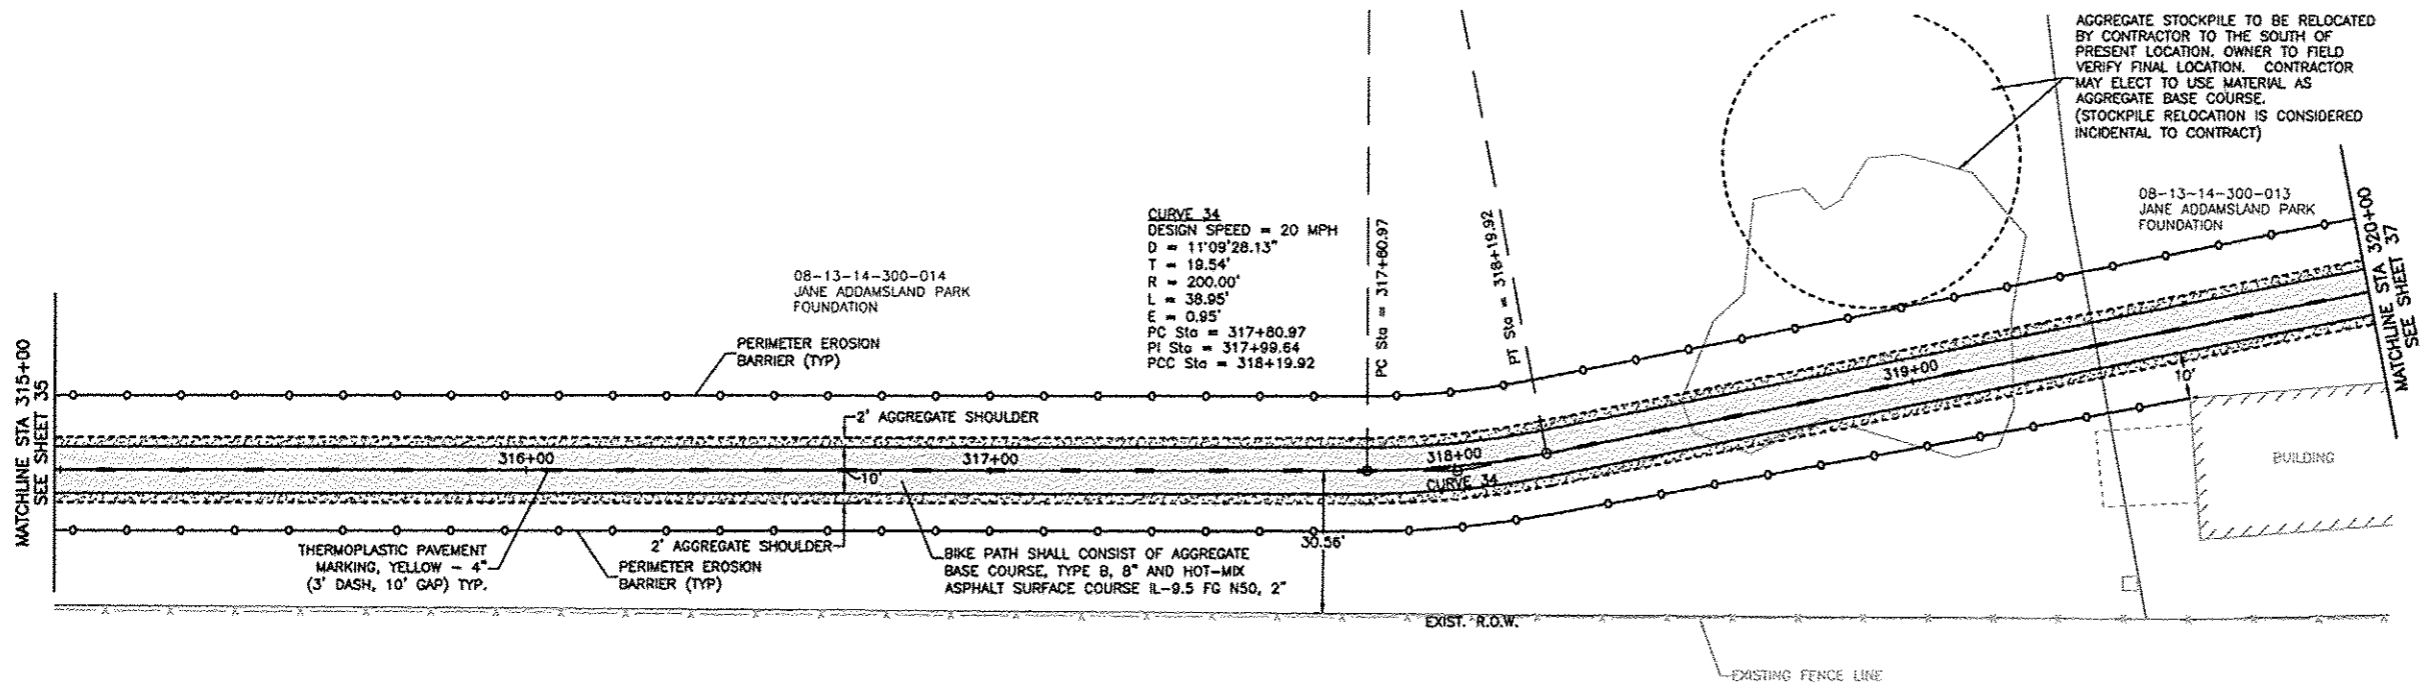 AGGREGATE STOCKPILE TO BE RELOCATED
BY CONTRACTOR TO THE SOUTH OF
PRESENT LOCATION. OWNER TO FIELD
VERIFY FINAL LOCATION. CONTRACTOR
MAY ELECT TO USE MATERIAL AS
AGGREGATE BASE COURSE.
(STOCKPILE RELOCATION IS CONSIDERED
INCIDENTAL TO CONTRACT)
08-13-14-300-013
JANE ADDAMSLAND PARK
FOUNDATION
CURVE 34
DESIGN SPEED = 20 MPH
D = 11°09'28.13"
T = 19.54'
R = 200.00'
L = 38.95'
E = 0.95'
PC Sta = 317+80.97
PI Sta = 317+99.64
PCC Sta = 318+19.92
PC Sta = 317+80.97
PT Sta = 318+19.92
08-13-14-300-014
JANE ADDAMSLAND PARK
FOUNDATION
PERIMETER EROSION
BARRIER (TYP)
MATCHLINE STA 315+00
SEE SHEET 35
MATCHLINE STA 320+00
SEE SHEET 37
2' AGGREGATE SHOULDER
316+00
317+00
318+00
319+00
10'
10'
CURVE 34
BUILDING
30.56'
THERMOPLASTIC PAVEMENT
MARKING, YELLOW - 4"
(3' DASH, 10' GAP) TYP.
2' AGGREGATE SHOULDER
PERIMETER EROSION
BARRIER (TYP)
BIKE PATH SHALL CONSIST OF AGGREGATE
BASE COURSE, TYPE B, 8" AND HOT-MIX
ASPHALT SURFACE COURSE IL-9.5 FG N50, 2"
EXIST. R.O.W.
EXISTING FENCE LINE